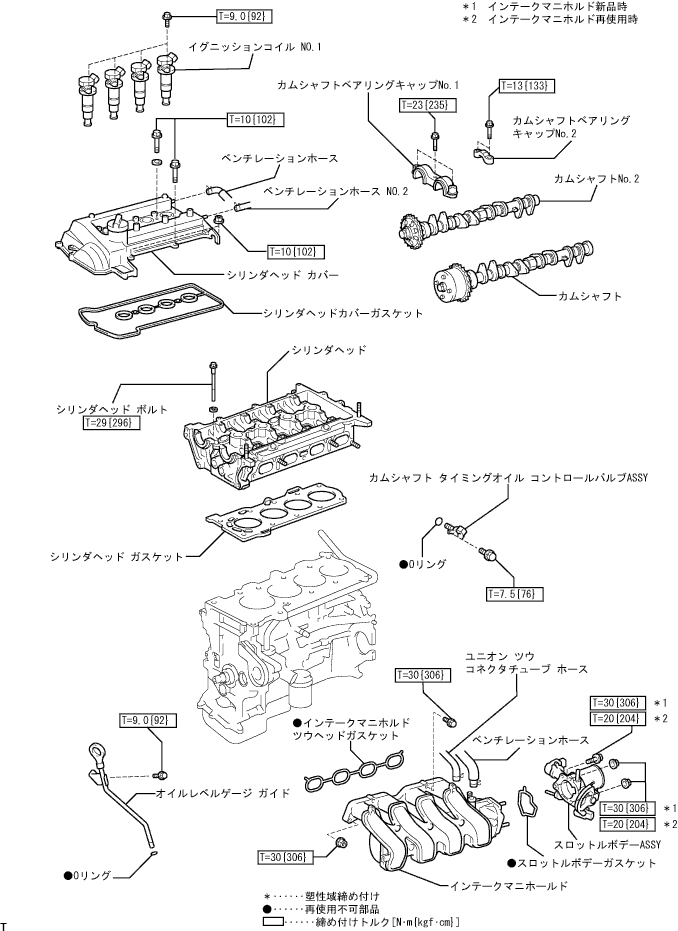 *1 インテークマニホルド新品時
*2 インテークマニホルド再使用時
T=9.0{92}
イグニッションコイル NO.1
カムシャフトベアリングキャップNo.1
T=13{133}
T=23{235}
T=10{102}
カムシャフトベアリング
キャップNo.2
ベンチレーションホース
カムシャフトNo.2
ベンチレーションホース NO.2
T=10{102}
シリンダヘッド カバー
カムシャフト
シリンダヘッドカバーガスケット
シリンダヘッド
シリンダヘッド ボルト
T=29{296}
カムシャフト タイミングオイル コントロールバルブASSY
シリンダヘッド ガスケット
●Oリング
T=7.5{76}
ユニオン ツウ
コネクタチューブ ホース
T=30{306}
T=30{306} *1
T=20{204} *2
T=9.0{92}
●インテークマニホルド
ツウヘッドガスケット
ベンチレーションホース
オイルレベルゲージ ガイド
T=30{306} *1
T=20{204} *2
スロットルボデーASSY
T=30{306}
●スロットルボデーガスケット
●Oリング
インテークマニホールド
*‥‥‥塑性域締め付け
●‥‥‥再使用不可部品
‥‥‥締め付けトルク[N·m{kgf·cm}]
T